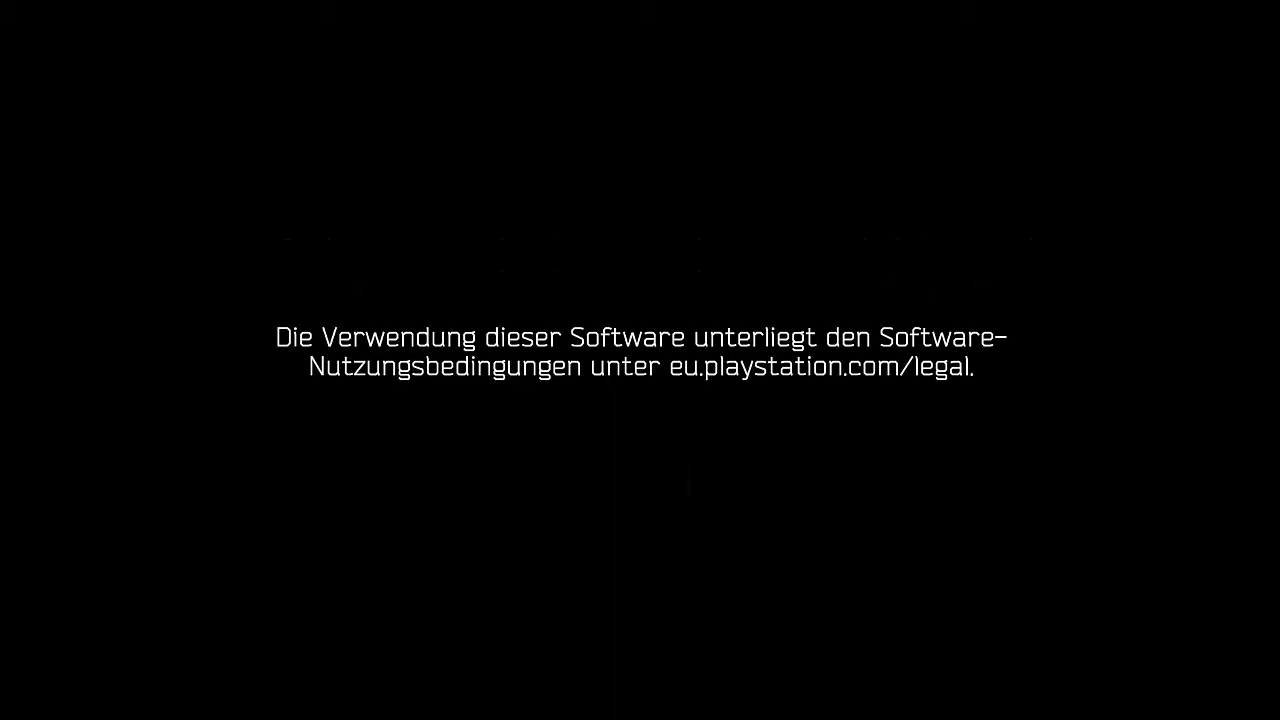 Die Verwendung dieser Software unterliegt den Software-
Nutzungsbedingungen unter eu.playstation.com/legal.